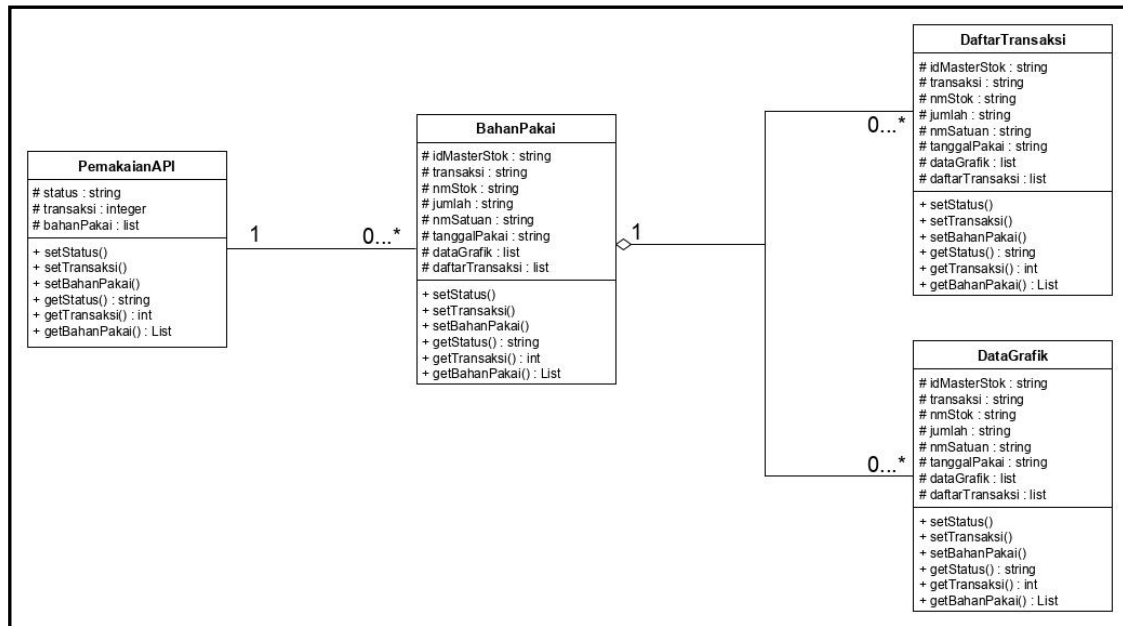 PemakaianAPI
# status : string
# transaksi : integer
# bahanPakai : list
+ setStatus()
+ setTransaksi()
+ setBahanPakai()
+ getStatus() : string
+ getTransaksi() : int
+ getBahanPakai() : List
1
0...*
BahanPakai
# idMasterStok : string
# transaksi : string
# nmStok : string
# jumlah : string
# nmSatuan : string
# tanggalPakai : string
# dataGrafik : list
# daftarTransaksi : list
+ setStatus()
+ setTransaksi()
+ setBahanPakai()
+ getStatus() : string
+ getTransaksi() : int
+ getBahanPakai() : List
1
0...*
DaftarTransaksi
# idMasterStok : string
# transaksi : string
# nmStok : string
# jumlah : string
# nmSatuan : string
# tanggalPakai : string
# dataGrafik : list
# daftarTransaksi : list
+ setStatus()
+ setTransaksi()
+ setBahanPakai()
+ getStatus() : string
+ getTransaksi() : int
+ getBahanPakai() : List
0...*
DataGrafik
# idMasterStok : string
# transaksi : string
# nmStok : string
# jumlah : string
# nmSatuan : string
# tanggalPakai : string
# dataGrafik : list
# daftarTransaksi : list
+ setStatus()
+ setTransaksi()
+ setBahanPakai()
+ getStatus() : string
+ getTransaksi() : int
+ getBahanPakai() : List